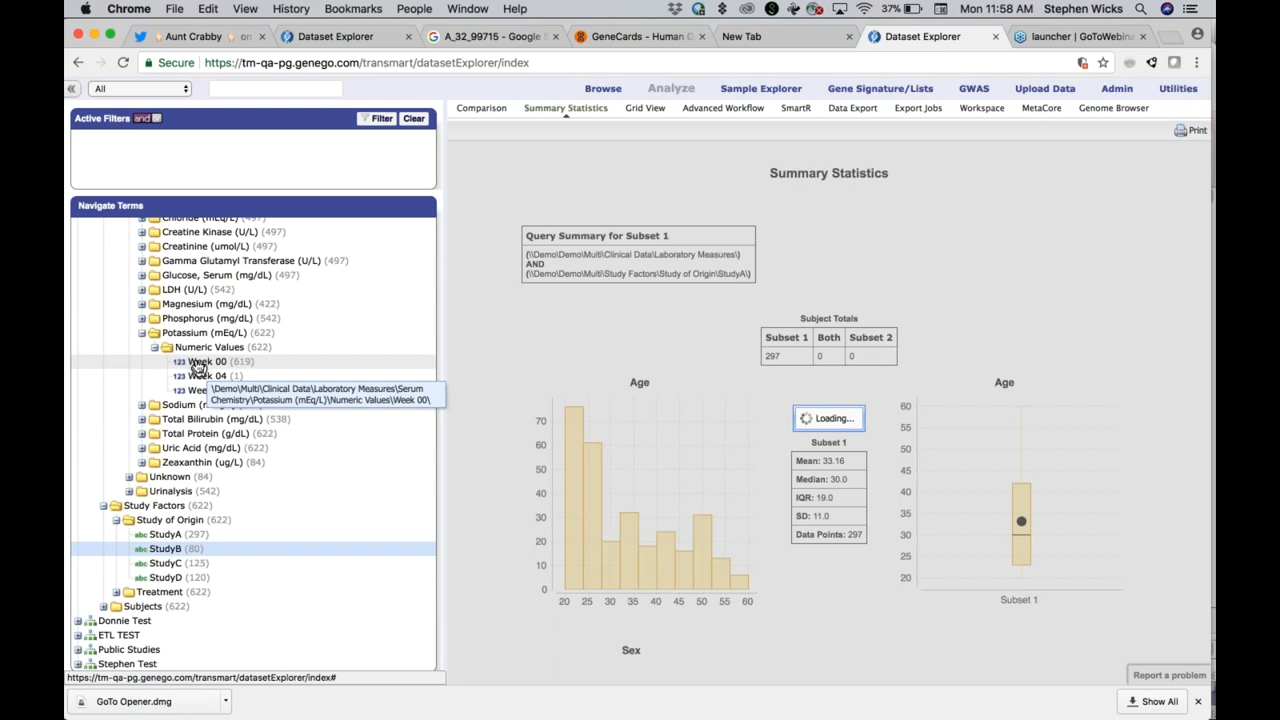 Chrome File Edit View History Bookmarks People Window Help 37% Mon 11:58 AM Stephen Wicks
Aunt Crabby on
Dataset Explorer
A_32_99715 - Google S
GeneCards - Human G
New Tab
Dataset Explorer
launcher | GoToWebina
Secure https://tm-qa-pg.genego.com/transmart/datasetExplorer/index
All
Browse Analyze Sample Explorer Gene Signature/Lists GWAS Upload Data Admin Utilities
Comparison Summary Statistics Grid View Advanced Workflow SmartR Data Export Export Jobs Workspace MetaCore Genome Browser
Active Filters and Filter Clear
Print
Navigate Terms
Chloride (mEq/L) (497)
Creatine Kinase (U/L) (497)
Creatinine (umol/L) (497)
Gamma Glutamyl Transferase (U/L) (497)
Glucose, Serum (mg/dL) (497)
LDH (U/L) (542)
Magnesium (mg/dL) (422)
Phosphorus (mg/dL) (542)
Potassium (mEq/L) (622)
Numeric Values (622)
123 Week 00 (619)
123 Week 04 (1)
123 Wee
\Demo\Multi\Clinical Data\Laboratory Measures\Serum
Chemistry\Potassium (mEq/L)\Numeric Values\Week 00\
Sodium (m
Total Bilirubin (mg/dL) (538)
Total Protein (g/dL) (622)
Uric Acid (mg/dL) (622)
Zeaxanthin (ug/L) (84)
Unknown (84)
Urinalysis (542)
Study Factors (622)
Study of Origin (622)
abc StudyA (297)
abc StudyB (80)
abc StudyC (125)
abc StudyD (120)
Treatment (622)
Subjects (622)
Donnie Test
ETL TEST
Public Studies
Stephen Test
https://tm-qa-pg.genego.com/transmart/datasetExplorer/index#
Summary Statistics
Query Summary for Subset 1
(\\Demo\Demo\Multi\Clinical Data\Laboratory Measures\)
AND
(\\Demo\Demo\Multi\Study Factors\Study of Origin\StudyA\)
Subject Totals
Subset 1 Both Subset 2
297 0 0
Age
70
60
50
40
30
20
10
0
20 25 30 35 40 45 50 55 60
Loading...
Subset 1
Mean: 33.16
Median: 30.0
IQR: 19.0
SD: 11.0
Data Points: 297
Age
60
55
50
45
40
35
30
25
20
Subset 1
Sex
Report a problem
GoTo Opener.dmg
Show All